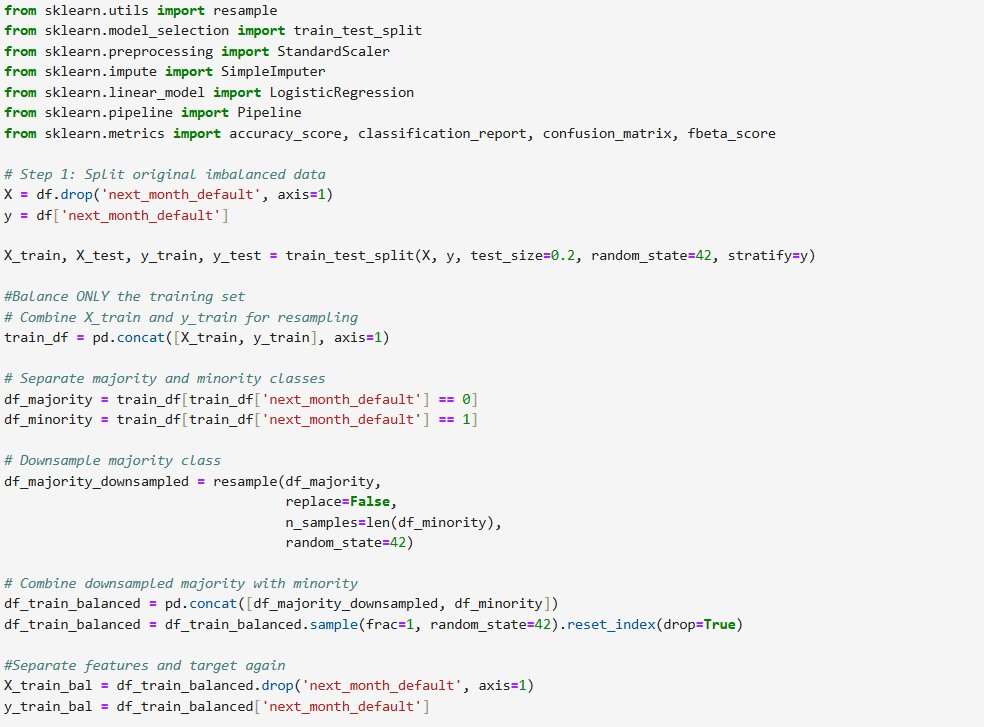 from sklearn.utils import resample
from sklearn.model_selection import train_test_split
from sklearn.preprocessing import StandardScaler
from sklearn.impute import SimpleImputer
from sklearn.linear_model import LogisticRegression
from sklearn.pipeline import Pipeline
from sklearn.metrics import accuracy_score, classification_report, confusion_matrix, fbeta_score

# Step 1: Split original imbalanced data
X = df.drop('next_month_default', axis=1)
y = df['next_month_default']

X_train, X_test, y_train, y_test = train_test_split(X, y, test_size=0.2, random_state=42, stratify=y)

#Balance ONLY the training set
# Combine X_train and y_train for resampling
train_df = pd.concat([X_train, y_train], axis=1)

# Separate majority and minority classes
df_majority = train_df[train_df['next_month_default'] == 0]
df_minority = train_df[train_df['next_month_default'] == 1]

# Downsample majority class
df_majority_downsampled = resample(df_majority,
                                   replace=False,
                                   n_samples=len(df_minority),
                                   random_state=42)

# Combine downsampled majority with minority
df_train_balanced = pd.concat([df_majority_downsampled, df_minority])
df_train_balanced = df_train_balanced.sample(frac=1, random_state=42).reset_index(drop=True)

#Separate features and target again
X_train_bal = df_train_balanced.drop('next_month_default', axis=1)
y_train_bal = df_train_balanced['next_month_default']